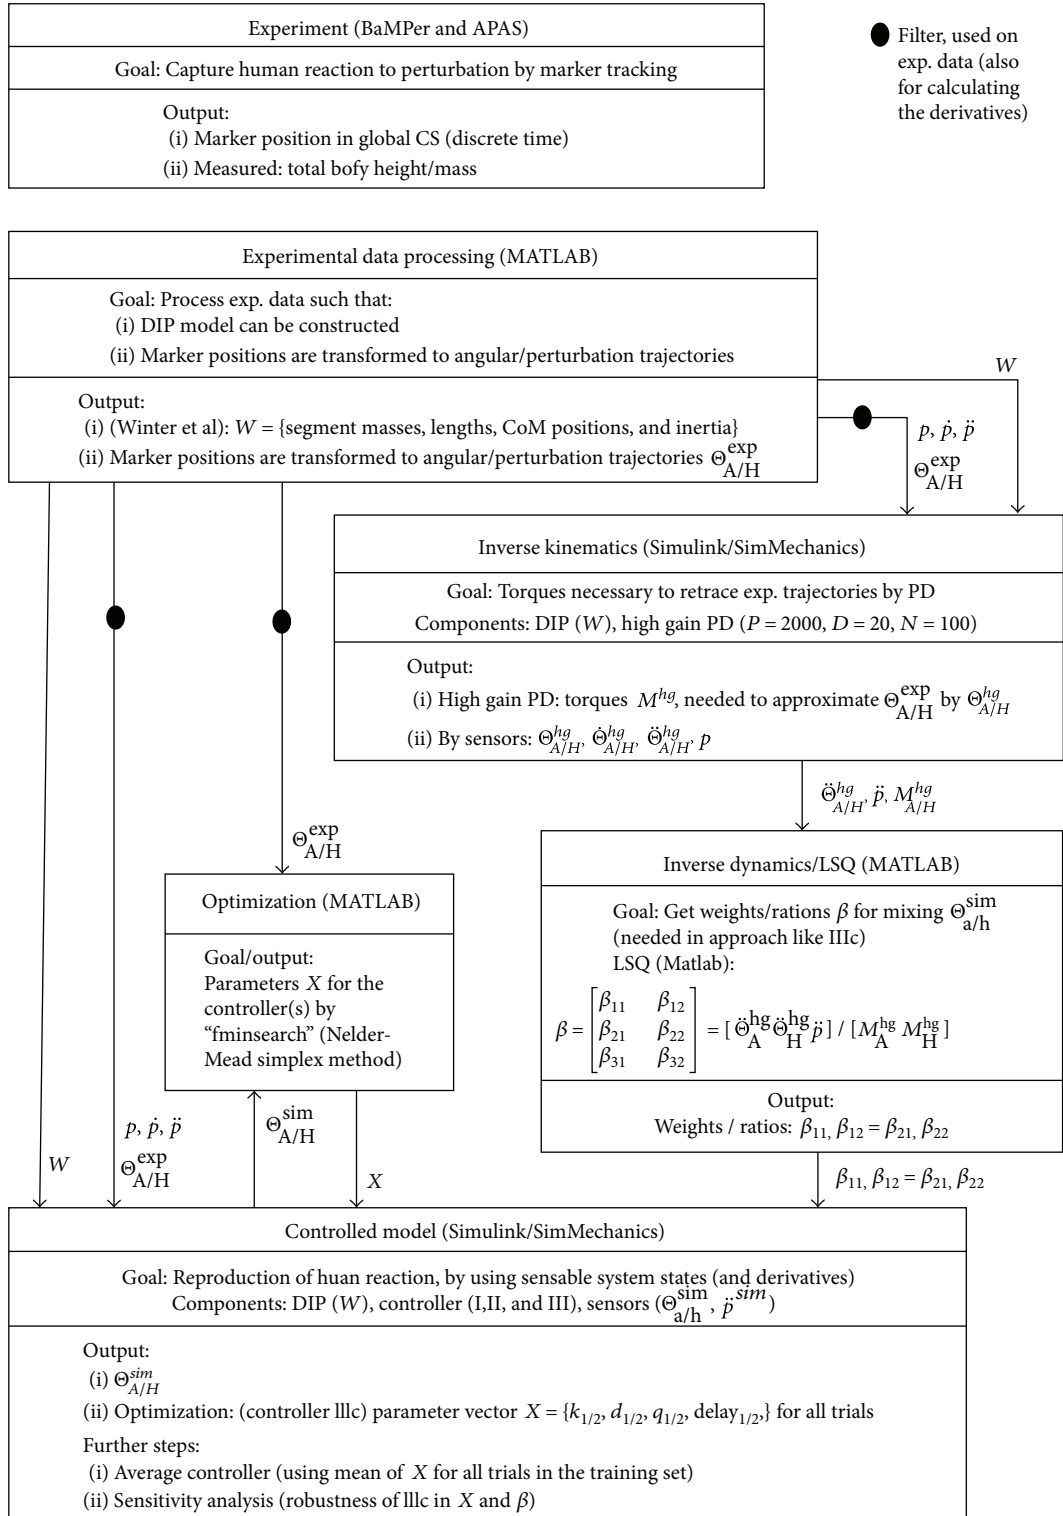 Experiment (BaMPer and APAS)
Goal: Capture human reaction to perturbation by marker tracking
Output:
(i) Marker position in global CS (discrete time)
(ii) Measured: total bofy height/mass
Filter, used on
exp. data (also
for calculating
the derivatives)
Experimental data processing (MATLAB)
Goal: Process exp. data such that:
(i) DIP model can be constructed
(ii) Marker positions are transformed to angular/perturbation trajectories
Output:
(i) (Winter et al): W = {segment masses, lengths, CoM positions, and inertia}
(ii) Marker positions are transformed to angular/perturbation trajectories Θ^exp_A/H
W
p, ṗ, p̈
Θ^exp_A/H
Inverse kinematics (Simulink/SimMechanics)
Goal: Torques necessary to retrace exp. trajectories by PD
Components: DIP (W), high gain PD (P = 2000, D = 20, N = 100)
Output:
(i) High gain PD: torques M^hg, needed to approximate Θ^exp_A/H by Θ^hg_A/H
(ii) By sensors: Θ^hg_A/H, Θ̇^hg_A/H, Θ̈^hg_A/H, p
Θ̈^hg_A/H, p̈, M^hg_A/H
Θ^exp_A/H
Optimization (MATLAB)
Goal/output:
Parameters X for the
controller(s) by
“fminsearch” (Nelder-
Mead simplex method)
Inverse dynamics/LSQ (MATLAB)
Goal: Get weights/rations β for mixing Θ^sim_a/h
(needed in approach like IIIc)
LSQ (Matlab):
β = [β11 β12
β21 β22
β31 β32] = [Θ̈^hg_A Θ̈^hg_H p̈] / [M^hg_A M^hg_H]
Output:
Weights / ratios: β11, β12 = β21, β22
W
p, ṗ, p̈
Θ^exp_A/H
Θ^sim_A/H
X
β11, β12 = β21, β22
Controlled model (Simulink/SimMechanics)
Goal: Reproduction of huan reaction, by using sensable system states (and derivatives)
Components: DIP (W), controller (I,II, and III), sensors (Θ^sim_a/h, p̈^sim)
Output:
(i) Θ^sim_A/H
(ii) Optimization: (controller lllc) parameter vector X = {k1/2, d1/2, q1/2, delay1/2,} for all trials
Further steps:
(i) Average controller (using mean of X for all trials in the training set)
(ii) Sensitivity analysis (robustness of lllc in X and β)